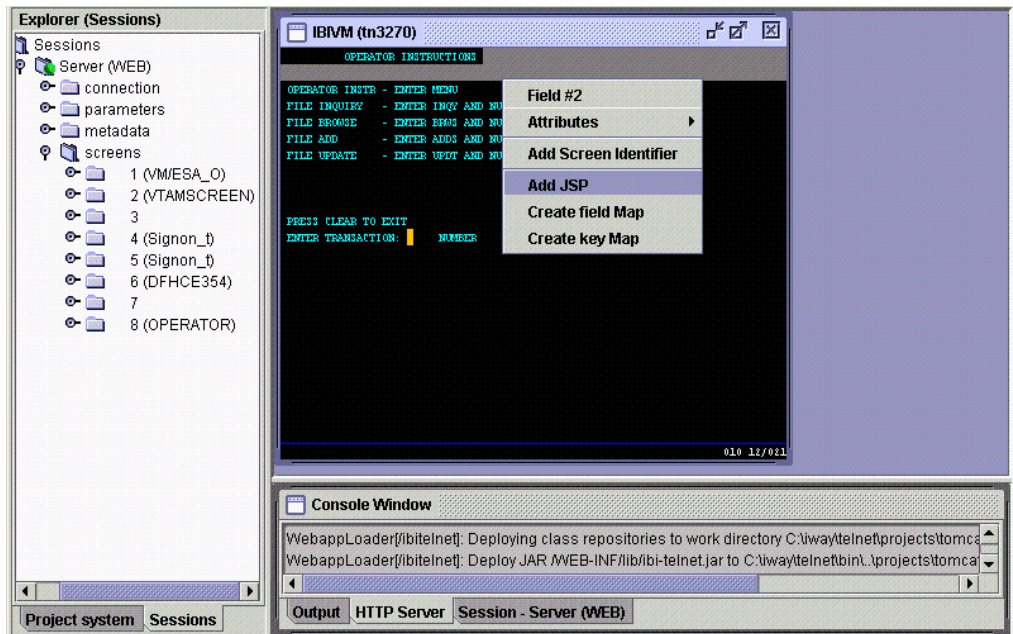 Explorer (Sessions)
Sessions
Server (WEB)
connection
parameters
metadata
screens
1 (VM/ESA_O)
2 (VTAMSCREEN)
3
4 (Signon_t)
5 (Signon_t)
6 (DFHCE354)
7
8 (OPERATOR)
Project system
Sessions
IBIVM (tn3270)
OPERATOR INSTRUCTIONS
OPERATOR INSTR - ENTER MENU
FILE INQUIRY - ENTER INQY AND NU
FILE BROWSE - ENTER BRWS AND NU
FILE ADD - ENTER ADDS AND NU
FILE UPDATE - ENTER UPDT AND NU
PRESS CLEAR TO EXIT
ENTER TRANSACTION: NUMBER
010 12/021
Field #2
Attributes
Add Screen Identifier
Add JSP
Create field Map
Create key Map
Console Window
WebappLoader[/ibitelnet]: Deploying class repositories to work directory C:\iway\telnet\projects\tomca
WebappLoader[/ibitelnet]: Deploy JAR /WEB-INF/lib/ibi-telnet.jar to C:\iway\telnet\bin\..\projects\tomca
Output
HTTP Server
Session - Server (WEB)